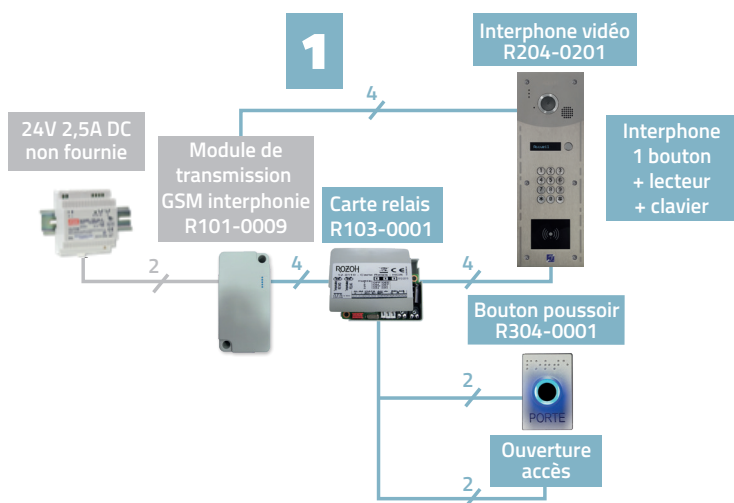 1
Interphone vidéo
R204-0201
4
24V 2,5A DC
non fournie
Module de
transmission
GSM interphonie
R101-0009
Interphone
1 bouton
+ lecteur
+ clavier
Carte relais
R103-0001
Accueil
ROZOH
2
4
4
Bouton poussoir
R304-0001
2
PORTE
Ouverture
accès
2